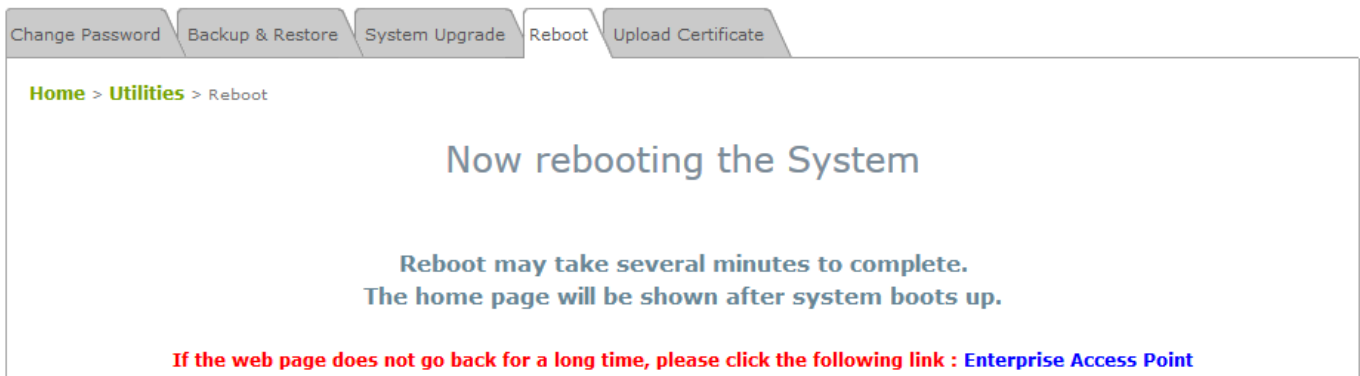 Change Password Backup & Restore System Upgrade Reboot Upload Certificate
Home > Utilities > Reboot
Now rebooting the System
Reboot may take several minutes to complete.
The home page will be shown after system boots up.
If the web page does not go back for a long time, please click the following link : Enterprise Access Point